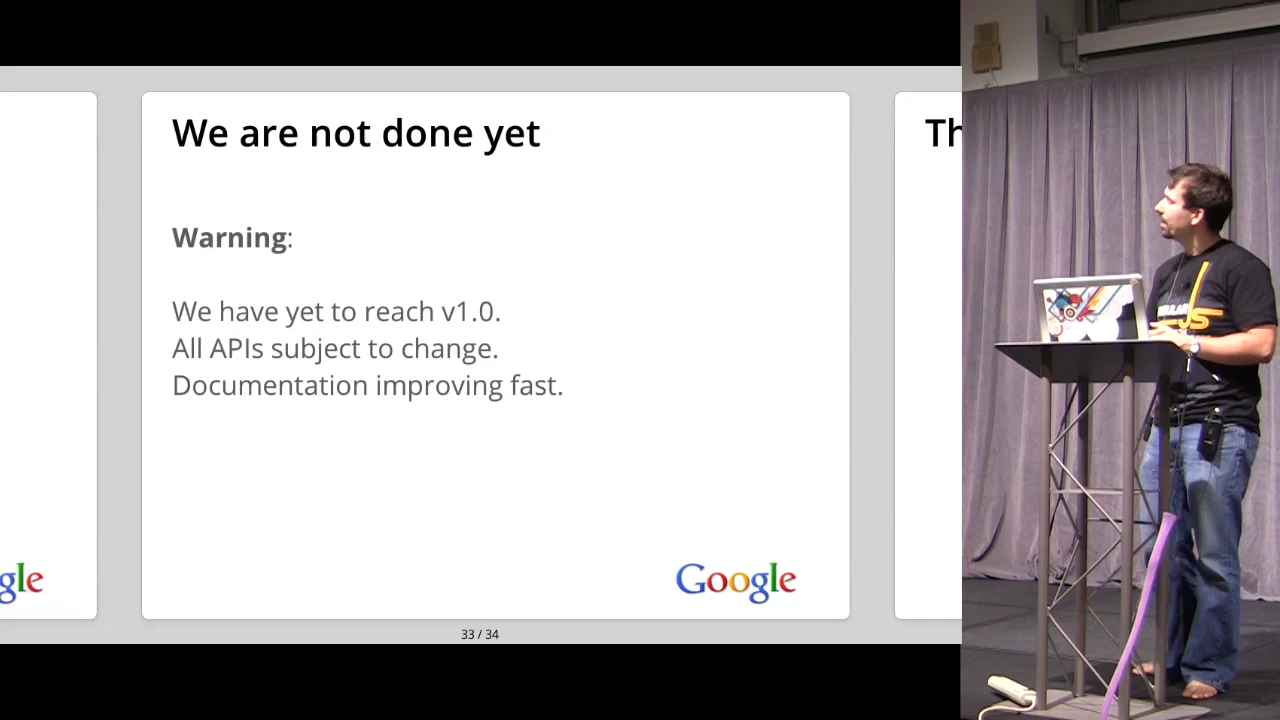 We are not done yet
Th
Warning:
We have yet to reach v1.0.
All APIs subject to change.
Documentation improving fast.
gle
Google
33 / 34
JS